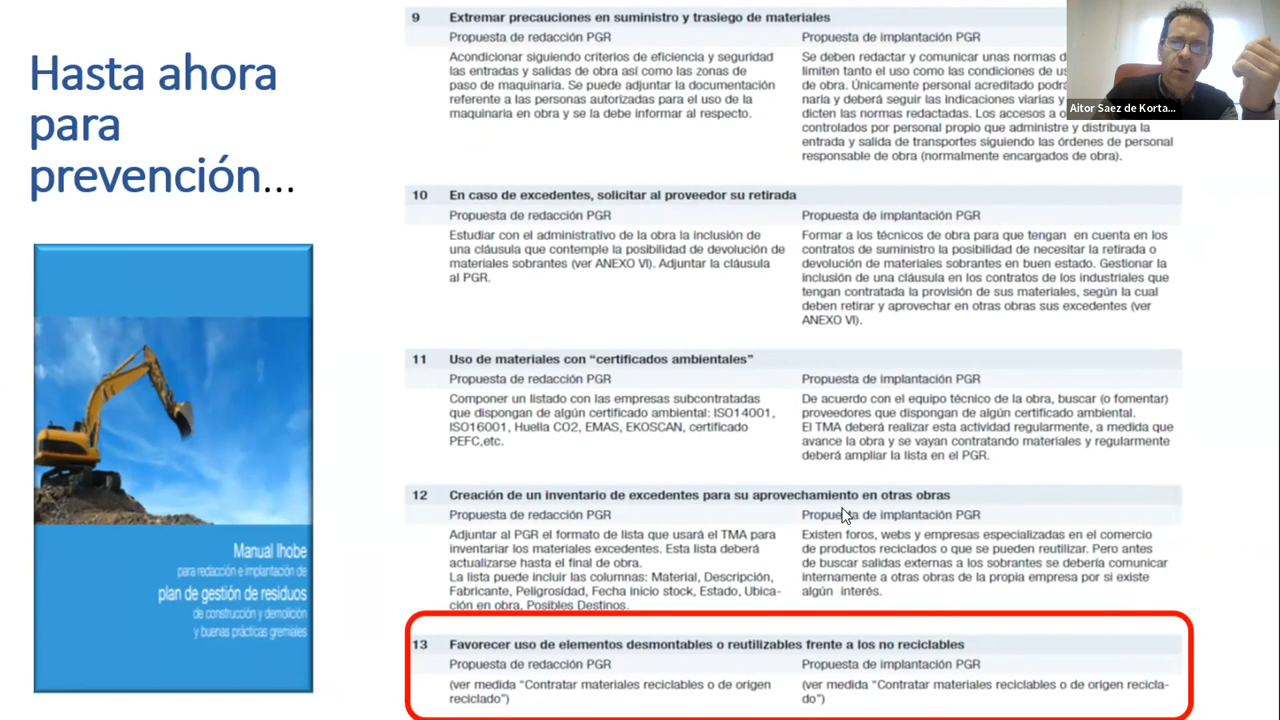 Hasta ahora
para
prevención...
Manual Ihobe
para redacción e implantación de
plan de gestión de residuos
de construcción y demolición
y buenas prácticas gremiales
9 Extremar precauciones en suministro y trasiego de materiales
Propuesta de redacción PGR
Acondicionar siguiendo criterios de eficiencia y seguridad
las entradas y salidas de obra así como las zonas de
paso de maquinaria. Se puede adjuntar la documentación
referente a las personas autorizadas para el uso de la
maquinaria en obra y se la debe informar al respecto.
Propuesta de implantación PGR
Se deben redactar y comunicar unas normas d
limiten tanto el uso como las condiciones de us
de obra. Únicamente personal acreditado podrá
naria y deberá seguir las indicaciones viarias y
dicten las normas redactadas. Los accesos a o
controlados por personal propio que administre y distribuya la
entrada y salida de transportes siguiendo las órdenes de personal
responsable de obra (normalmente encargados de obra).
Aitor Saez de Korta...
10 En caso de excedentes, solicitar al proveedor su retirada
Propuesta de redacción PGR
Estudiar con el administrativo de la obra la inclusión de
una cláusula que contemple la posibilidad de devolución de
materiales sobrantes (ver ANEXO VI). Adjuntar la cláusula
al PGR.
Propuesta de implantación PGR
Formar a los técnicos de obra para que tengan en cuenta en los
contratos de suministro la posibilidad de necesitar la retirada o
devolución de materiales sobrantes en buen estado. Gestionar la
inclusión de una cláusula en los contratos de los industriales que
tengan contratada la provisión de sus materiales, según la cual
deben retirar y aprovechar en otras obras sus excedentes (ver
ANEXO VI).
11 Uso de materiales con “certificados ambientales”
Propuesta de redacción PGR
Componer un listado con las empresas subcontratadas
que dispongan de algún certificado ambiental: ISO14001,
ISO16001, Huella CO2, EMAS, EKOSCAN, certificado
PEFC,etc.
Propuesta de implantación PGR
De acuerdo con el equipo técnico de la obra, buscar (o fomentar)
proveedores que dispongan de algún certificado ambiental.
El TMA deberá realizar esta actividad regularmente, a medida que
avance la obra y se vayan contratando materiales y regularmente
deberá ampliar la lista en el PGR.
12 Creación de un inventario de excedentes para su aprovechamiento en otras obras
Propuesta de redacción PGR
Adjuntar al PGR el formato de lista que usará el TMA para
inventariar los materiales excedentes. Esta lista deberá
actualizarse hasta el final de obra.
La lista puede incluir las columnas: Material, Descripción,
Fabricante, Peligrosidad, Fecha inicio stock, Estado, Ubica-
ción en obra, Posibles Destinos.
Propuesta de implantación PGR
Existen foros, webs y empresas especializadas en el comercio
de productos reciclados o que se pueden reutilizar. Pero antes
de buscar salidas externas a los sobrantes se debería comunicar
internamente a otras obras de la propia empresa por si existe
algún interés.
13 Favorecer uso de elementos desmontables o reutilizables frente a los no reciclables
Propuesta de redacción PGR
(ver medida “Contratar materiales reciclables o de origen
reciclado”)
Propuesta de implantación PGR
(ver medida “Contratar materiales reciclables o de origen recicla-
do”)